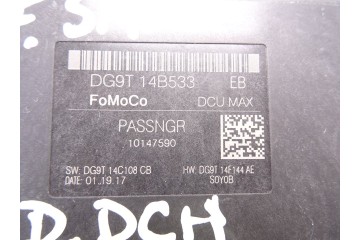 DG9T 14B533 EB
FoMoCo DCU MAX
PASSNGR
10147590
SW: DG9T 14C108 CB HW: DG9T 14F144 AE
DATE: 01.19.17 S0Y0B
D.DCH